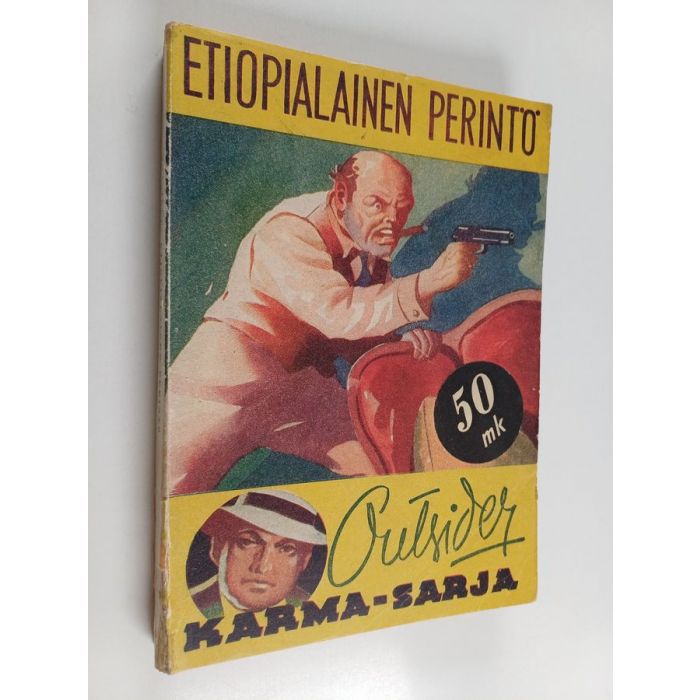 ETIOPIALAINEN PERINTÖ
50
mk
Outsider
KARMA-SARJA